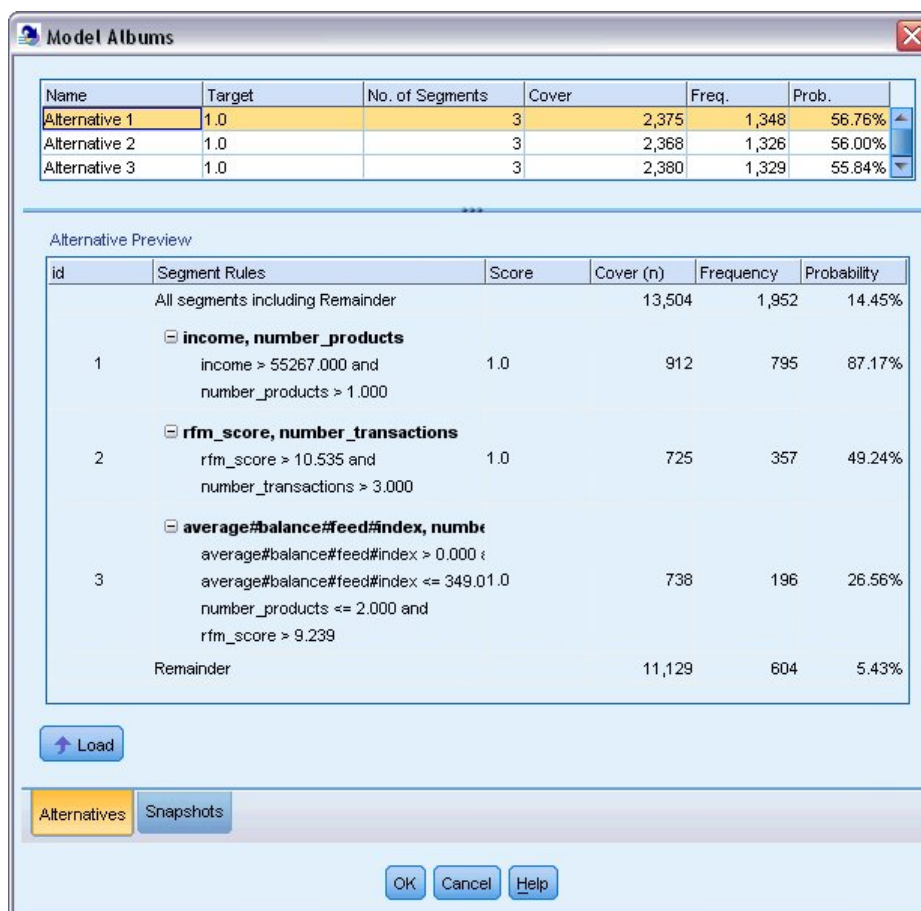 Model Albums
Name Target No. of Segments Cover Freq. Prob.
Alternative 1 1.0 3 2,375 1,348 56.76%
Alternative 2 1.0 3 2,368 1,326 56.00%
Alternative 3 1.0 3 2,380 1,329 55.84%
Alternative Preview
id Segment Rules Score Cover (n) Frequency Probability
All segments including Remainder 13,504 1,952 14.45%
income, number_products
income > 55267.000 and
1 1.0 912 795 87.17%
number_products > 1.000
rfm_score, number_transactions
rfm_score > 10.535 and
2 1.0 725 357 49.24%
number_transactions > 3.000
average#balance#feed#index, numbe
average#balance#feed#index > 0.000
average#balance#feed#index <= 349.0
3 1.0 738 196 26.56%
number_products <= 2.000 and
rfm_score > 9.239
Remainder 11,129 604 5.43%
Load
Alternatives Snapshots
OK Cancel Help